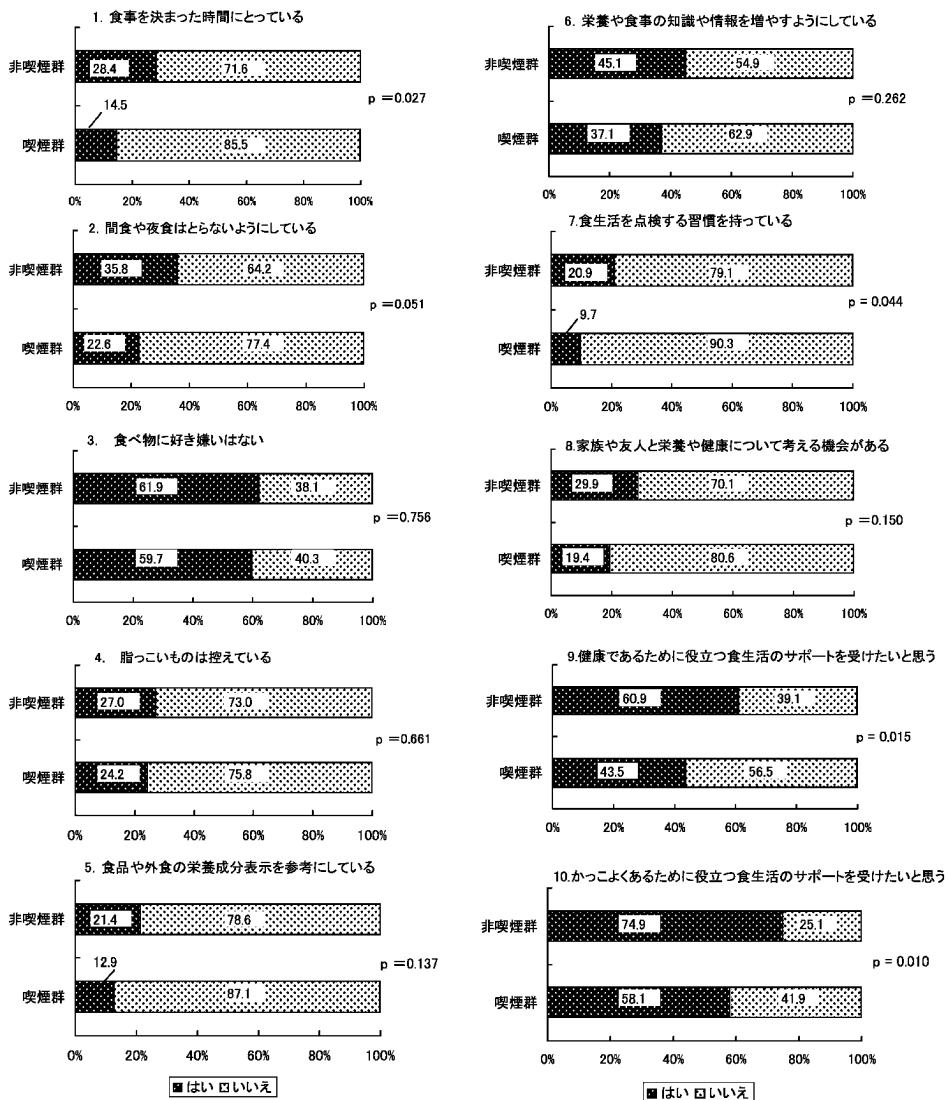 1. 食事を決まった時間にとっている
非喫煙群
28.4
71.6
p =0.027
14.5
喫煙群
85.5
0% 20% 40% 60% 80% 100%
2. 間食や夜食はとらないようにしている
非喫煙群
35.8
64.2
p =0.051
喫煙群
22.6
77.4
0% 20% 40% 60% 80% 100%
3. 食べ物に好き嫌いはない
非喫煙群
61.9
38.1
p =0.756
喫煙群
59.7
40.3
0% 20% 40% 60% 80% 100%
4. 脂っこいものは控えている
非喫煙群
27.0
73.0
p =0.661
喫煙群
24.2
75.8
0% 20% 40% 60% 80% 100%
5. 食品や外食の栄養成分表示を参考にしている
非喫煙群
21.4
78.6
p =0.137
12.9
喫煙群
87.1
0% 20% 40% 60% 80% 100%
はい いいえ
6. 栄養や食事の知識や情報を増やすようにしている
非喫煙群
45.1
54.9
p =0.262
喫煙群
37.1
62.9
0% 20% 40% 60% 80% 100%
7.食生活を点検する習慣を持っている
非喫煙群
20.9
79.1
p = 0.044
9.7
喫煙群
90.3
0% 20% 40% 60% 80% 100%
8.家族や友人と栄養や健康について考える機会がある
非喫煙群
29.9
70.1
p =0.150
喫煙群
19.4
80.6
0% 20% 40% 60% 80% 100%
9.健康であるために役立つ食生活のサポートを受けたいと思う
非喫煙群
60.9
39.1
p = 0.015
喫煙群
43.5
56.5
0% 20% 40% 60% 80% 100%
10.かっこよくあるために役立つ食生活のサポートを受けたいと思う
非喫煙群
74.9
25.1
p = 0.010
喫煙群
58.1
41.9
0% 20% 40% 60% 80% 100%
はい いいえ